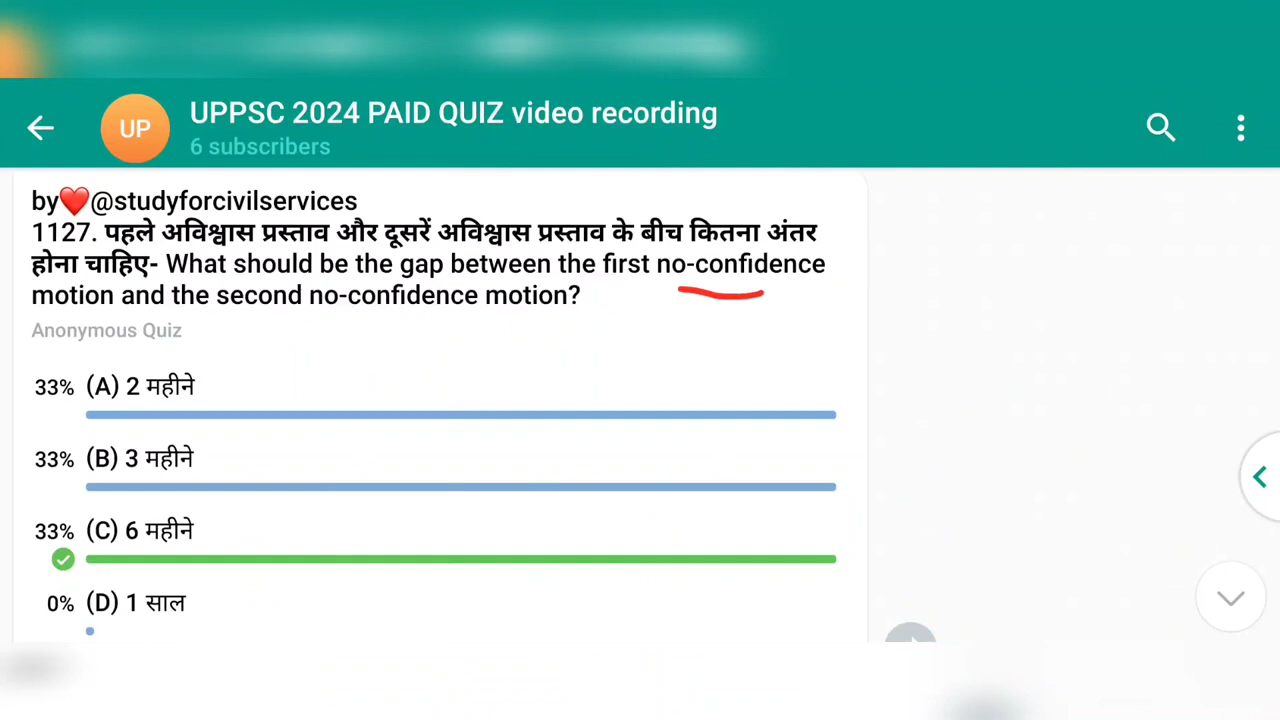 UP
UPPSC 2024 PAID QUIZ video recording
6 subscribers
by❤️@studyforcivilservices
1127. पहले अविश्वास प्रस्ताव और दूसरें अविश्वास प्रस्ताव के बीच कितना अंतर
होना चाहिए- What should be the gap between the first no-confidence
motion and the second no-confidence motion?
Anonymous Quiz
33% (A) 2 महीने
33% (B) 3 महीने
33% (C) 6 महीने
0% (D) 1 साल